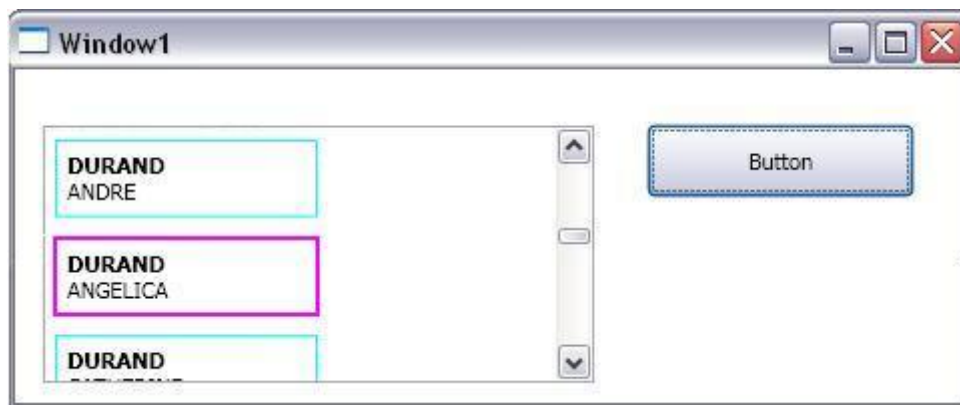 Window1
DURAND
ANDRE
Button
DURAND
ANGELICA
DURAND